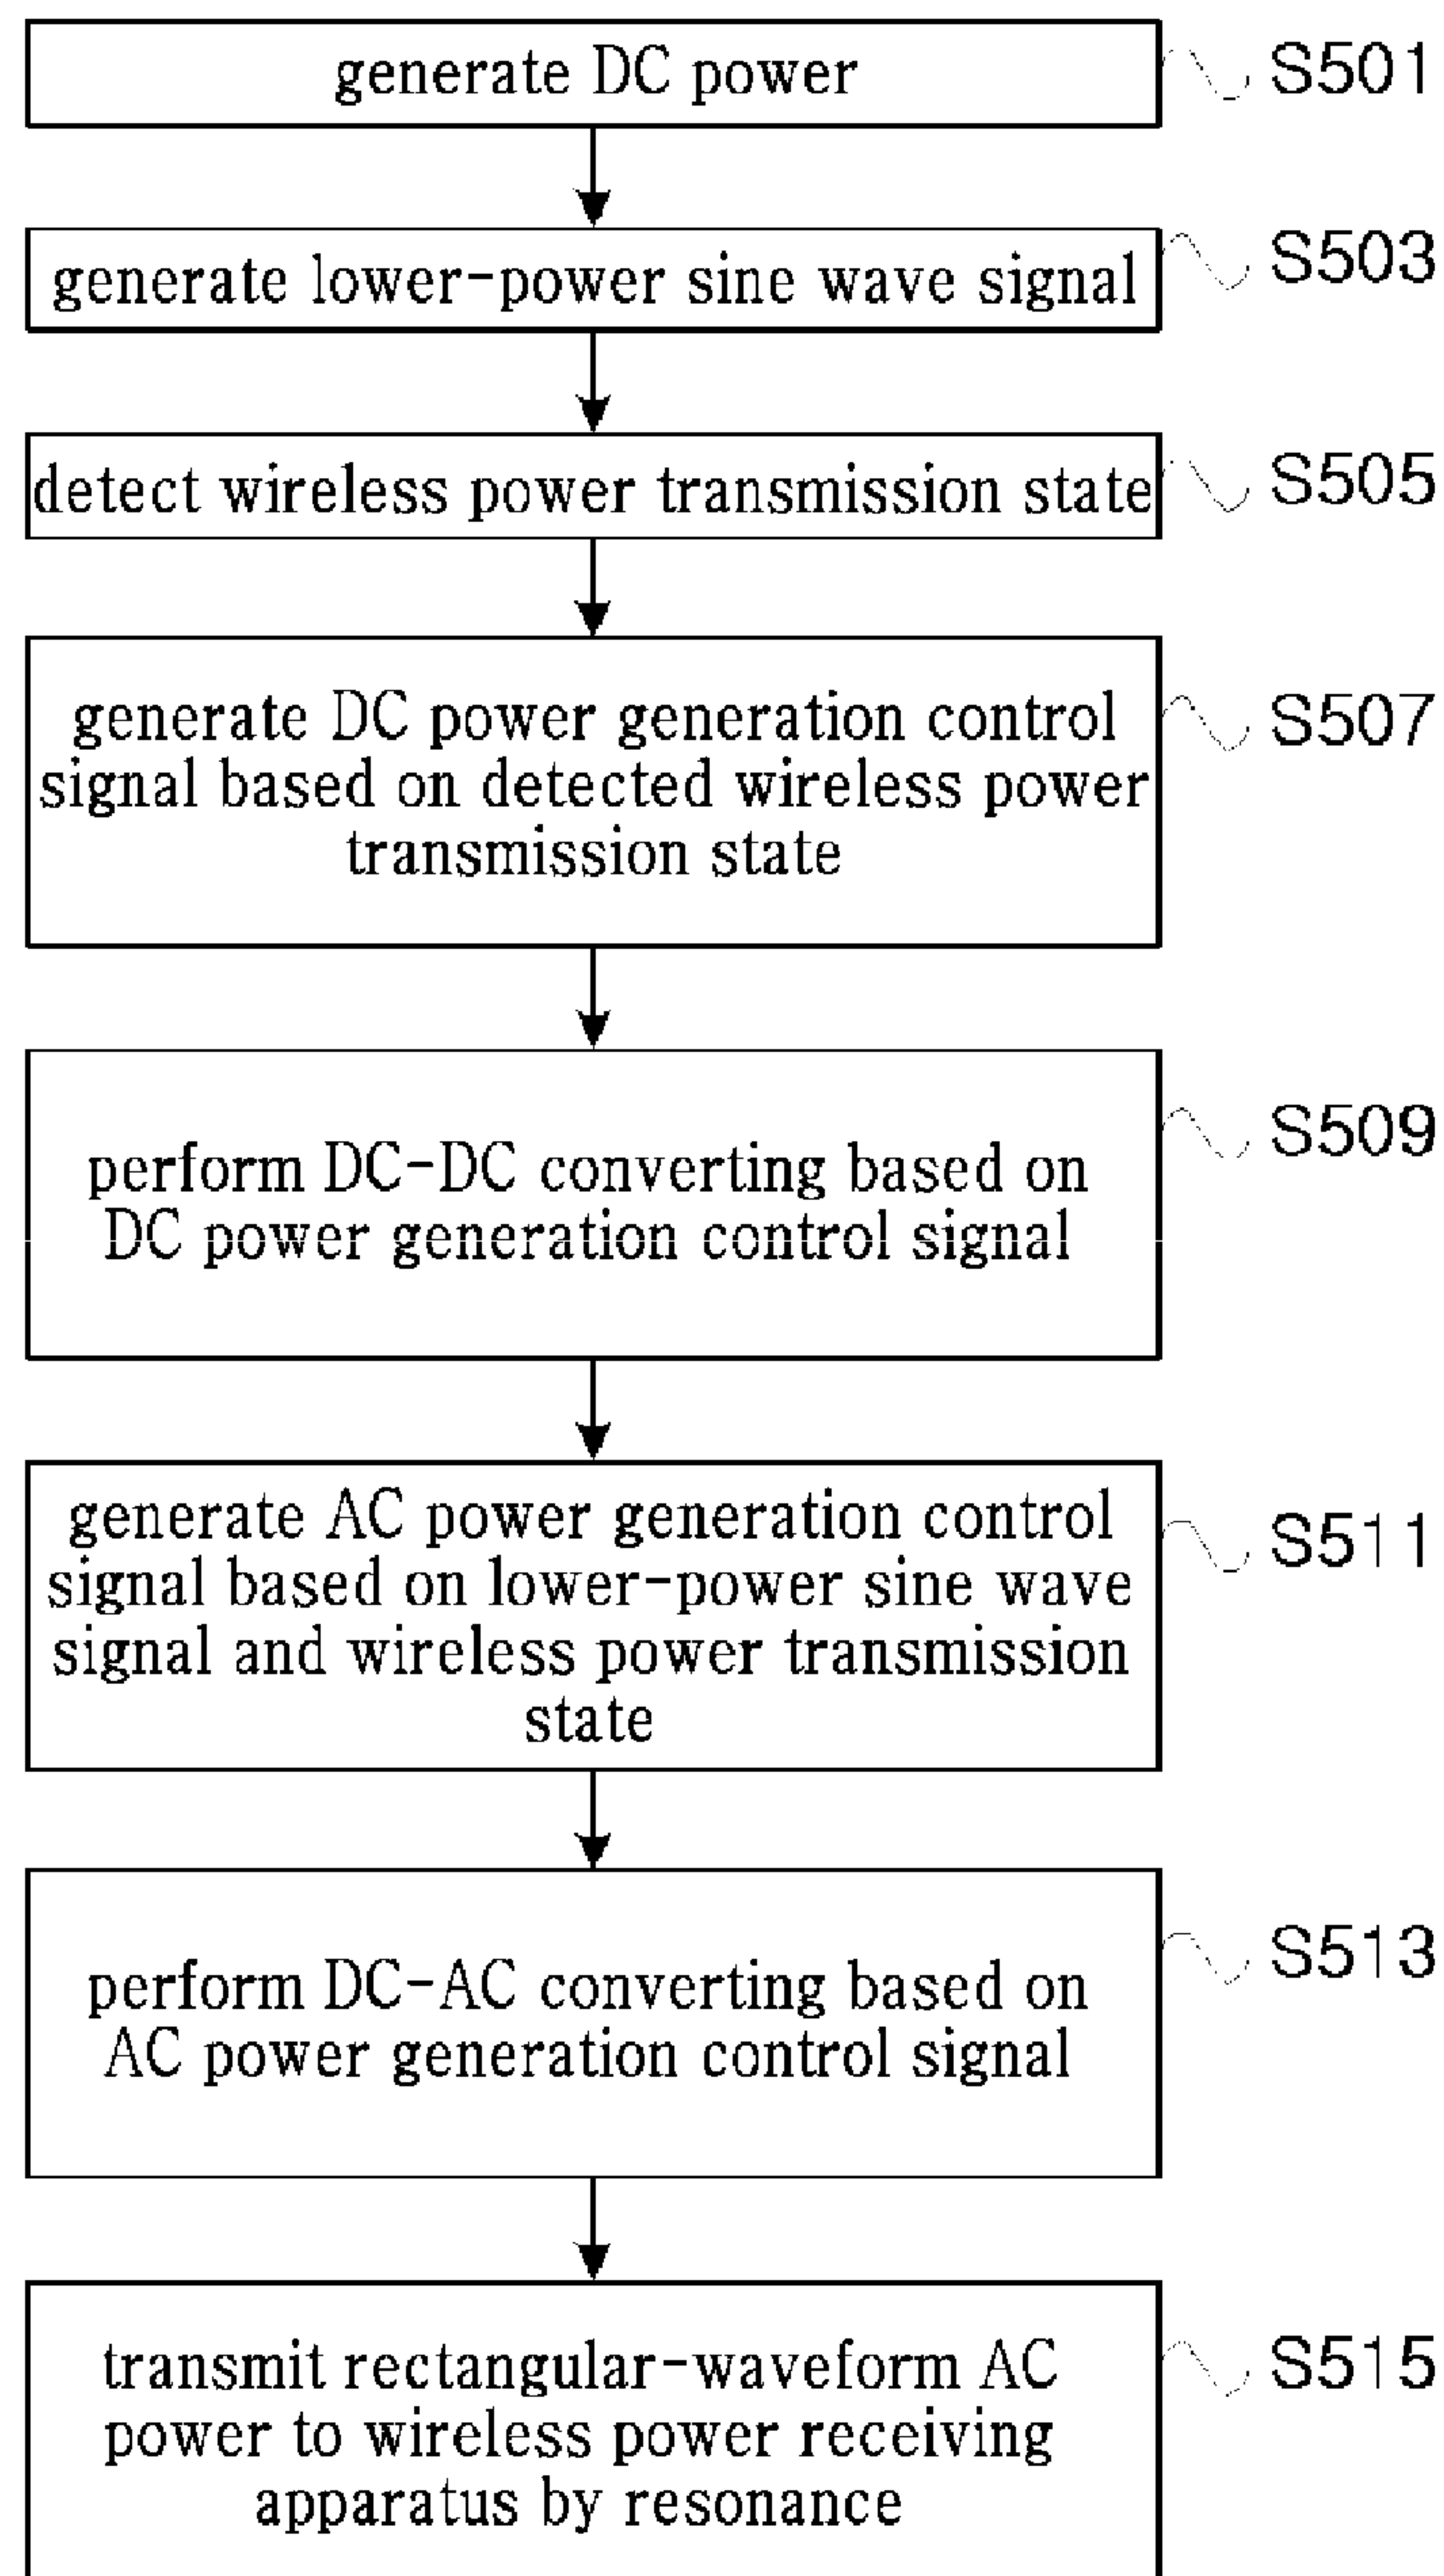 generate DC power
S501
generate lower-power sine wave signal
S503
detect wireless power transmission state
S505
generate DC power generation control
signal based on detected wireless power
transmission state
S507
perform DC-DC converting based on
DC power generation control signal
S509
generate AC power generation control
signal based on lower-power sine wave
signal and wireless power transmission
state
S511
perform DC-AC converting based on
AC power generation control signal
S513
transmit rectangular-waveform AC
power to wireless power receiving
apparatus by resonance
S515